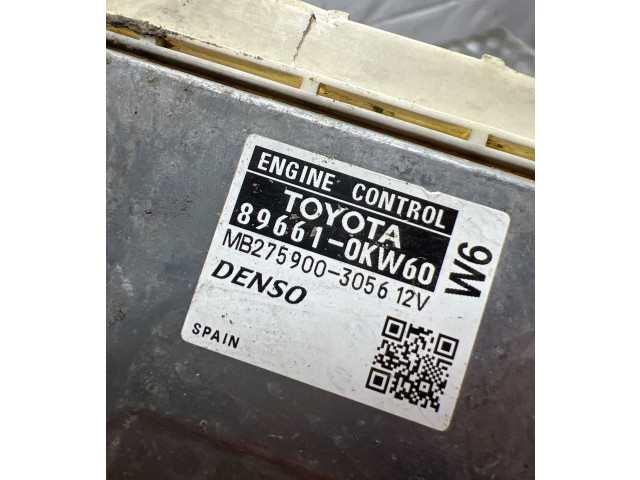 ENGINE CONTROL
TOYOTA
89661-0KW60
MB275900-3056 12V
DENSO
SPAIN
W6